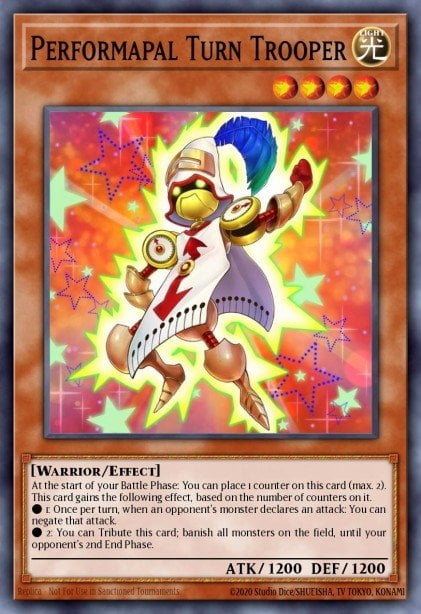 PERFORMAPAL TURN TROOPER
LIGHT
光
[WARRIOR/EFFECT]
At the start of your Battle Phase: You can place 1 counter on this card (max. 2).
This card gains the following effect, based on the number of counters on it.
● 1: Once per turn, when an opponent's monster declares an attack: You can
negate that attack.
● 2: You can Tribute this card; banish all monsters on the field, until your
opponent's 2nd End Phase.
ATK/1200 DEF/1200
Replica - Not For Use in Sanctioned Tournaments
©2020 Studio Dice/SHUEISHA, TV TOKYO, KONAMI